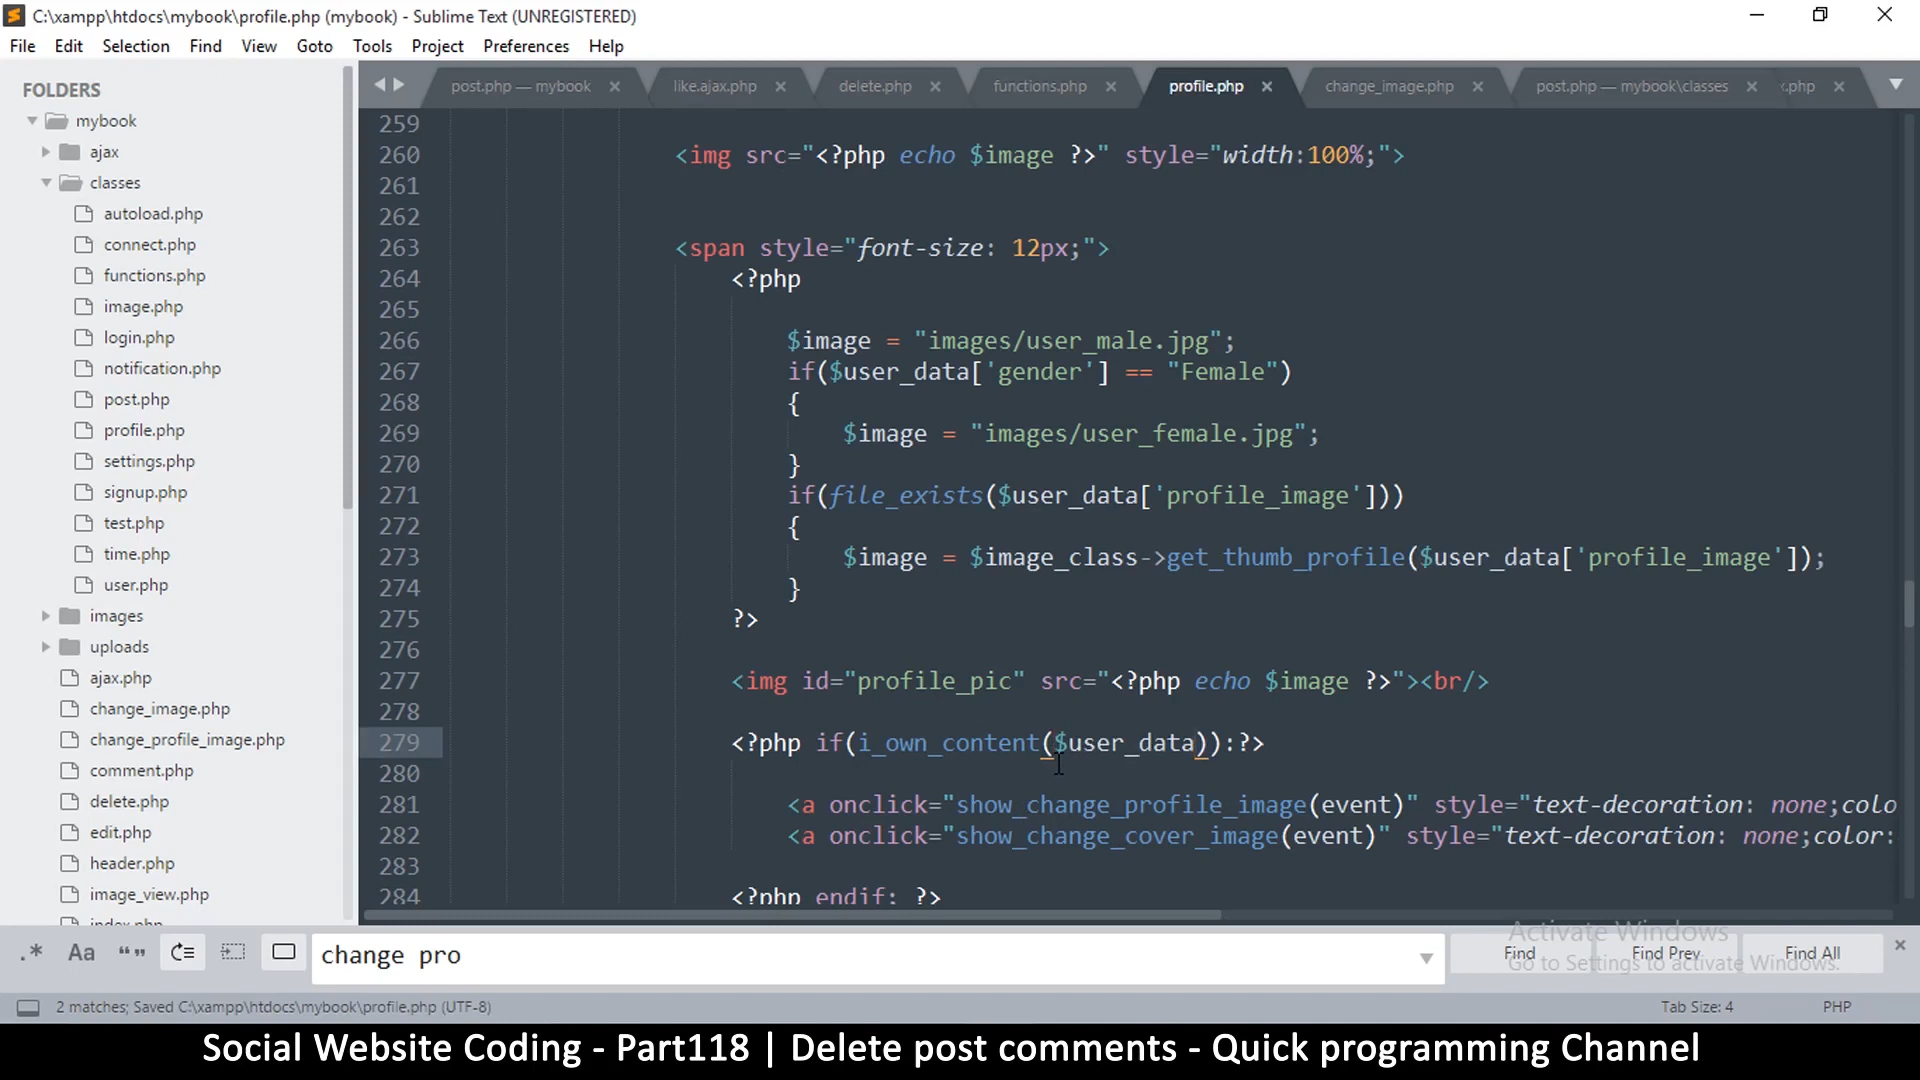 C:\xampp\htdocs\mybook\profile.php (mybook) - Sublime Text (UNREGISTERED)
File Edit Selection Find View Goto Tools Project Preferences Help
FOLDERS
mybook
ajax
classes
autoload.php
connect.php
functions.php
image.php
login.php
notification.php
post.php
profile.php
settings.php
signup.php
test.php
time.php
user.php
images
uploads
ajax.php
change_image.php
change_profile_image.php
comment.php
delete.php
edit.php
header.php
image_view.php
index.php
post.php — mybook like.ajax.php delete.php functions.php profile.php change_image.php post.php — mybook\classes .php
259
260 <img src="<?php echo $image ?>" style="width:100%;">
261
262
263 <span style="font-size: 12px;">
264 <?php
265
266 $image = "images/user_male.jpg";
267 if($user_data['gender'] == "Female")
268 {
269 $image = "images/user_female.jpg";
270 }
271 if(file_exists($user_data['profile_image']))
272 {
273 $image = $image_class->get_thumb_profile($user_data['profile_image']);
274 }
275 ?>
276
277 <img id="profile_pic" src="<?php echo $image ?>"><br/>
278
279 <?php if(i_own_content($user_data)):?>
280
281 <a onclick="show_change_profile_image(event)" style="text-decoration: none;colo
282 <a onclick="show_change_cover_image(event)" style="text-decoration: none;color:
283
284 <?php endif; ?>
.* Aa “ ” change pro Find Find Prev Find All
Activate Windows
Go to Settings to activate Windows.
2 matches; Saved C:\xampp\htdocs\mybook\profile.php (UTF-8) Tab Size: 4 PHP
Social Website Coding - Part118 | Delete post comments - Quick programming Channel